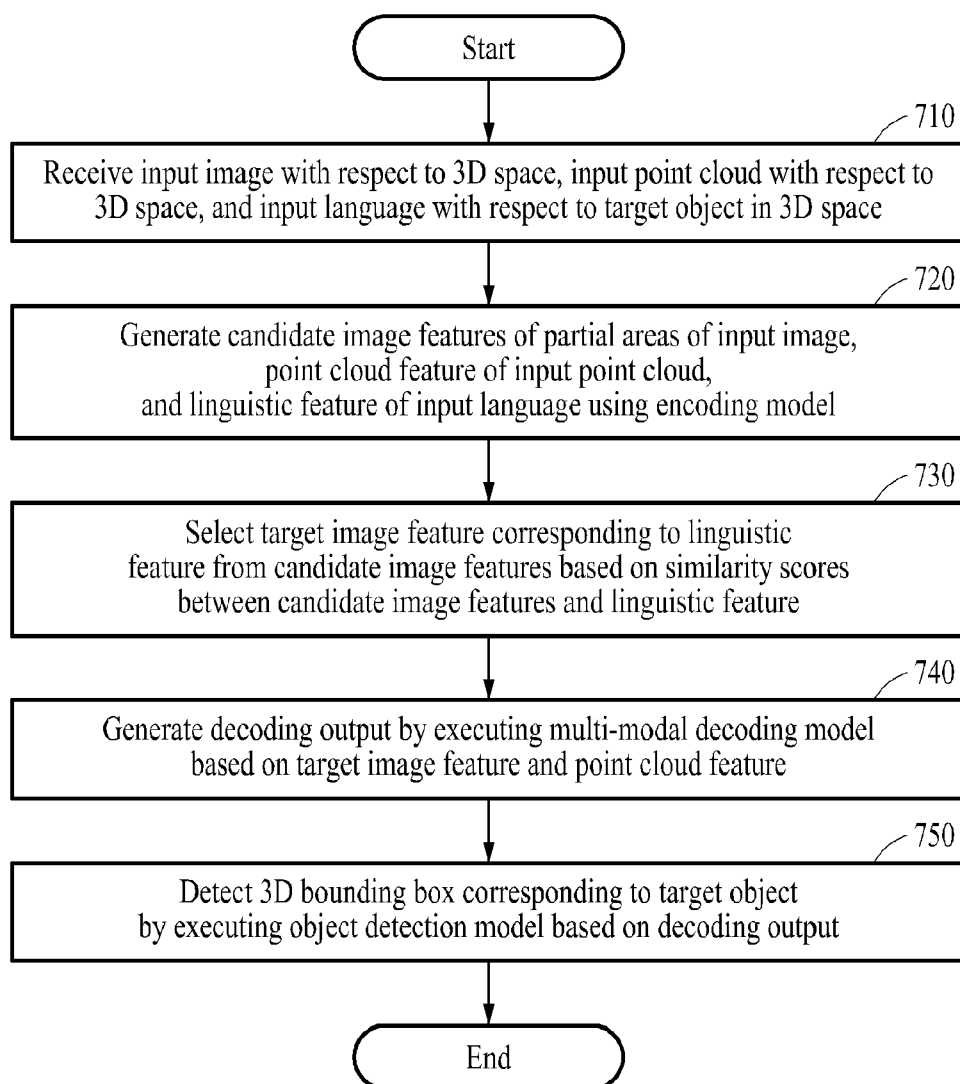 Start
710
Receive input image with respect to 3D space, input point cloud with respect to
3D space, and input language with respect to target object in 3D space
720
Generate candidate image features of partial areas of input image,
point cloud feature of input point cloud,
and linguistic feature of input language using encoding model
730
Select target image feature corresponding to linguistic
feature from candidate image features based on similarity scores
between candidate image features and linguistic feature
740
Generate decoding output by executing multi-modal decoding model
based on target image feature and point cloud feature
750
Detect 3D bounding box corresponding to target object
by executing object detection model based on decoding output
End